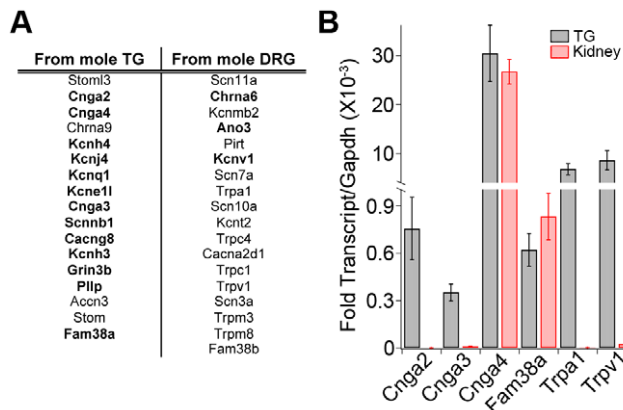 A
From mole TG From mole DRG
Stoml3 Scn11a
Cnga2 Chrna6
Cnga4 Kcnmb2
Chrna9 Ano3
Kcnh4 Pirt
Kcnj4 Kcnv1
Kcnq1 Scn7a
Kcne1l Trpa1
Cnga3 Scn10a
Scnnb1 Kcnt2
Cacng8 Trpc4
Kcnh3 Cacna2d1
Grin3b Trpc1
Pllp Trpv1
Accn3 Scn3a
Stom Trpm3
Fam38a Trpm8
Fam38b
B
TG
Kidney
Fold Transcript/Gapdh (X10⁻³)
30
20
10
0.9
0.6
0.3
0
Cnga2 Cnga3 Cnga4 Fam38a Trpa1 Trpv1